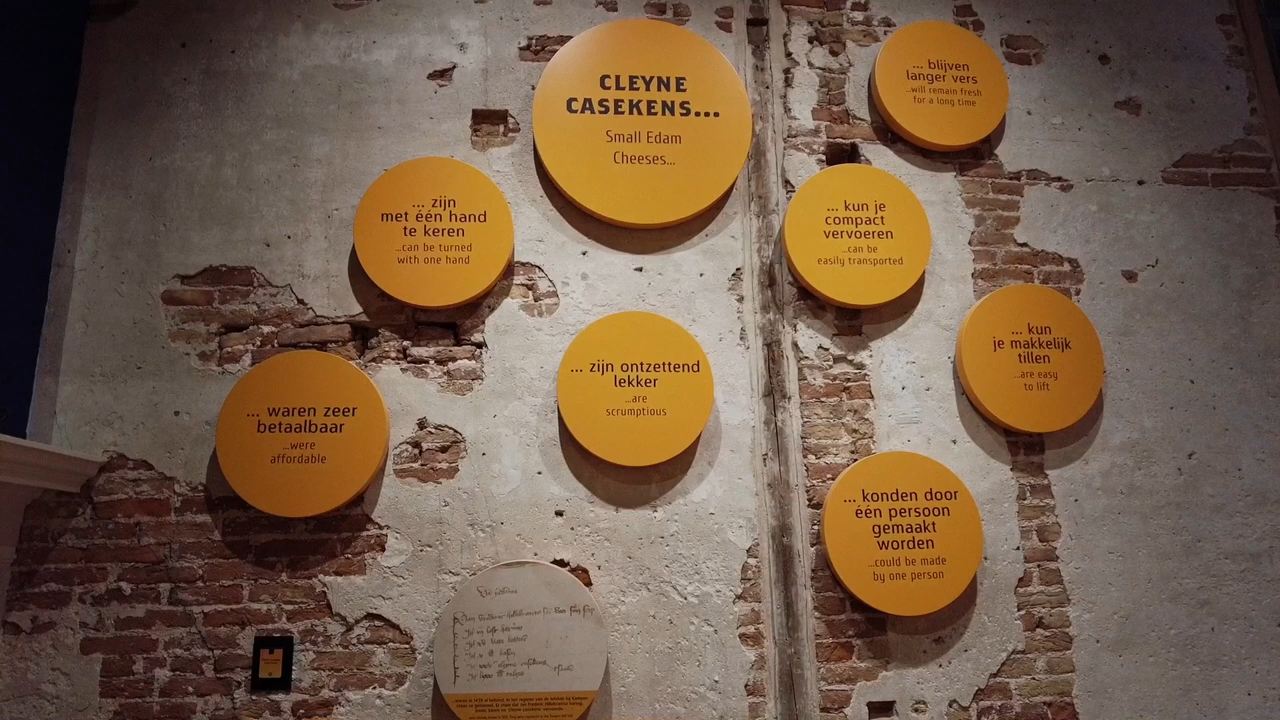 CLEYNE
CASEKENS...
Small Edam
Cheeses...
... blijven
langer vers
...will remain fresh
for a long time
... zijn
met één hand
te keren
...can be turned
with one hand
... kun je
compact
vervoeren
...can be
easily transported
... kun
je makkelijk
tillen
...are easy
to lift
... zijn ontzettend
lekker
...are
scrumptious
... waren zeer
betaalbaar
...were
affordable
... konden door
één persoon
gemaakt
worden
...could be made
by one person